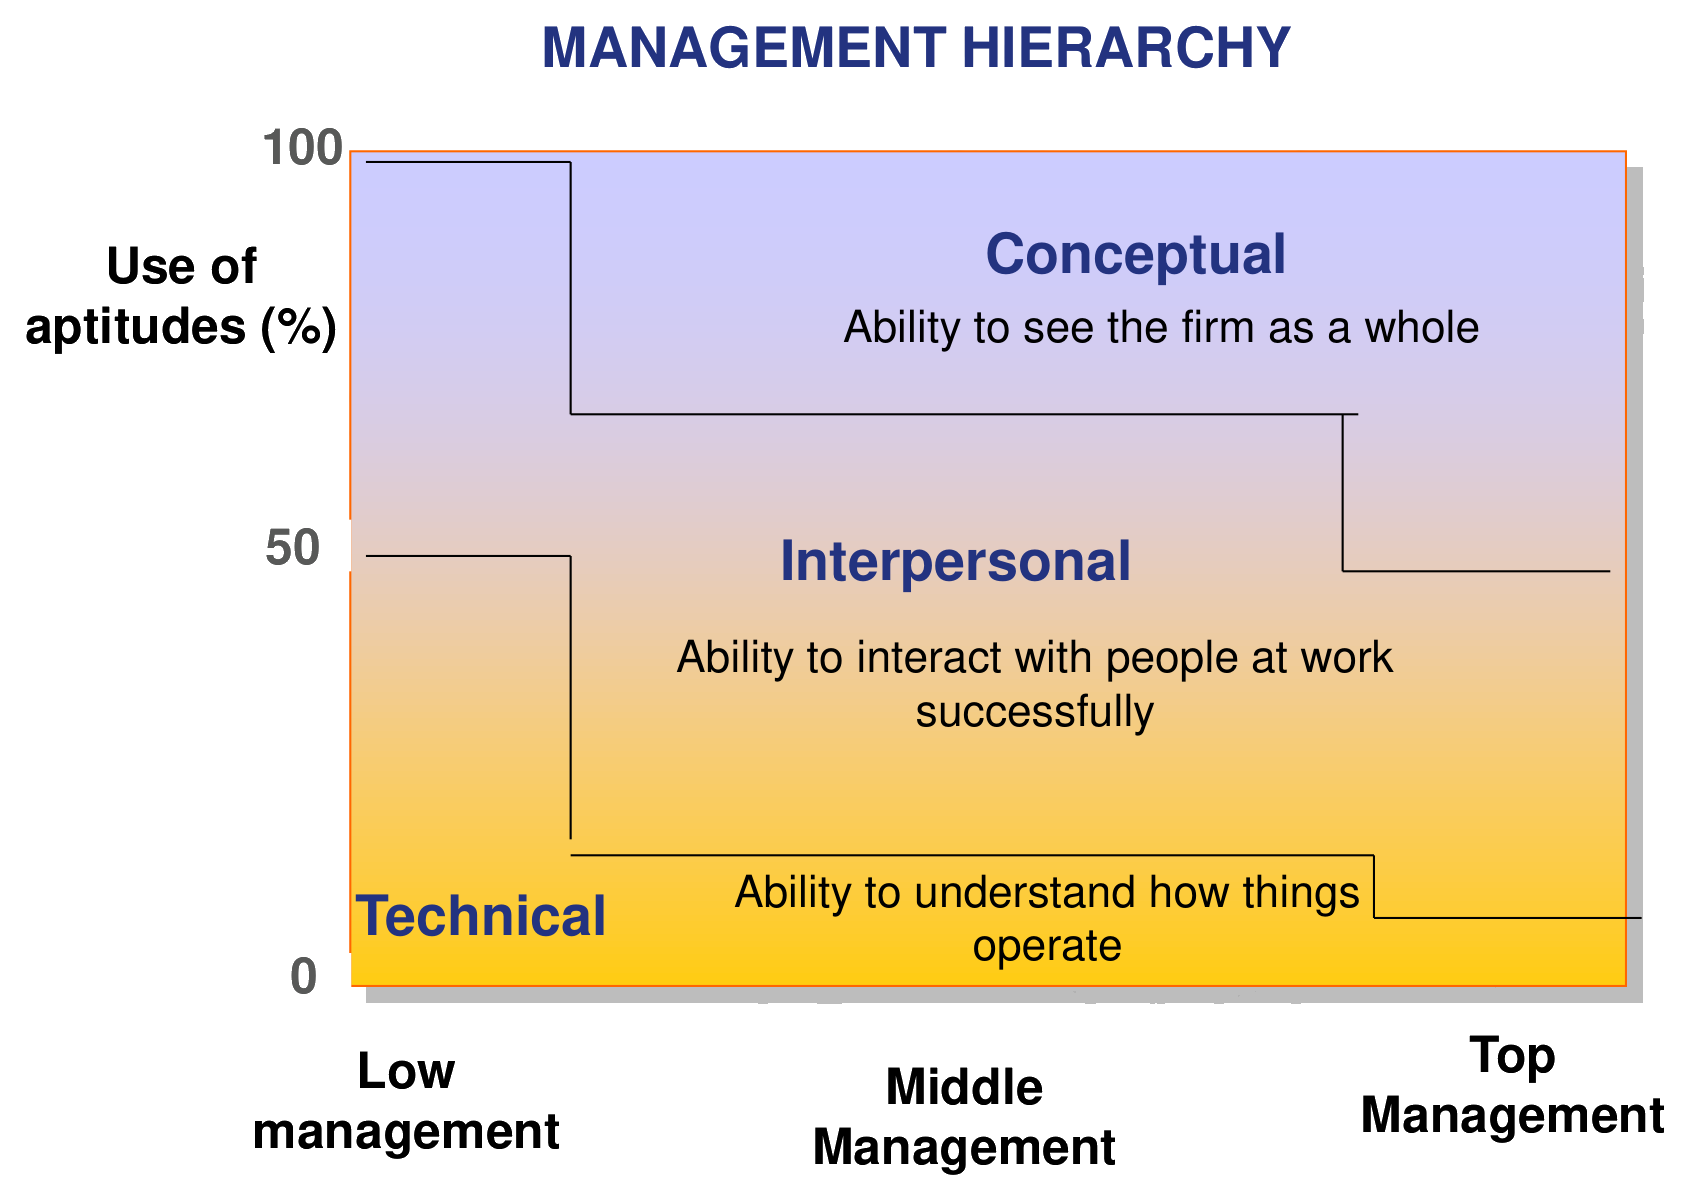 MANAGEMENT HIERARCHY
100
Use of
aptitudes (%)
Conceptual
Ability to see the firm as a whole
50
Interpersonal
Ability to interact with people at work
successfully
Technical
Ability to understand how things
operate
0
Low
management
Middle
Management
Top
Management